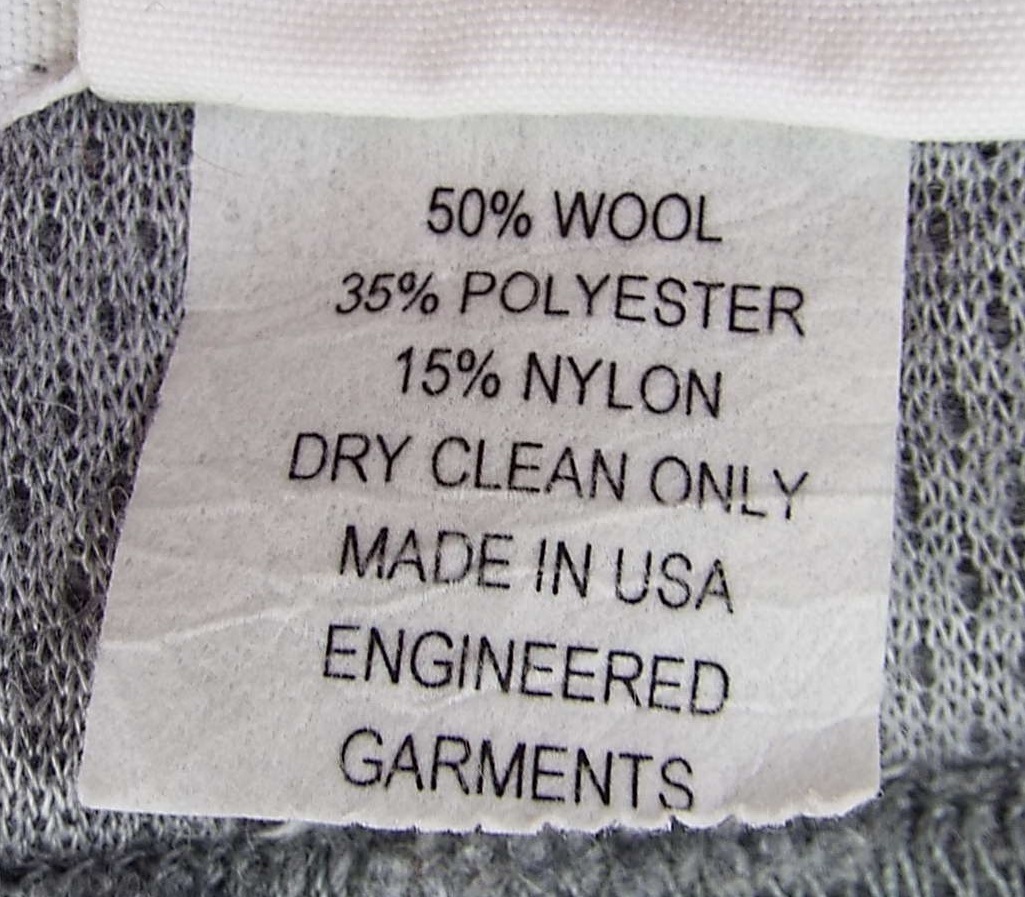 50% WOOL
35% POLYESTER
15% NYLON
DRY CLEAN ONLY
MADE IN USA
ENGINEERED
GARMENTS